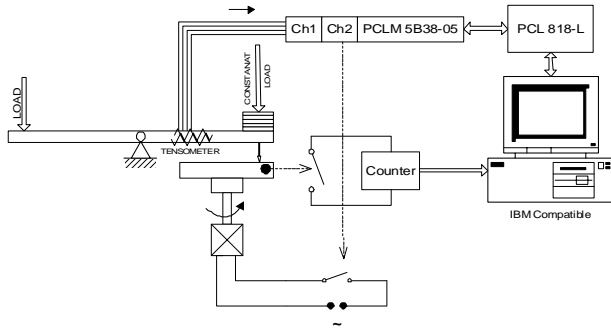 Ch1 Ch2 PCLM 5B38-05
PCL 818-L
LOAD
CONSTANAT
LOAD
TENSOMETER
Counter
IBM Compatible
~